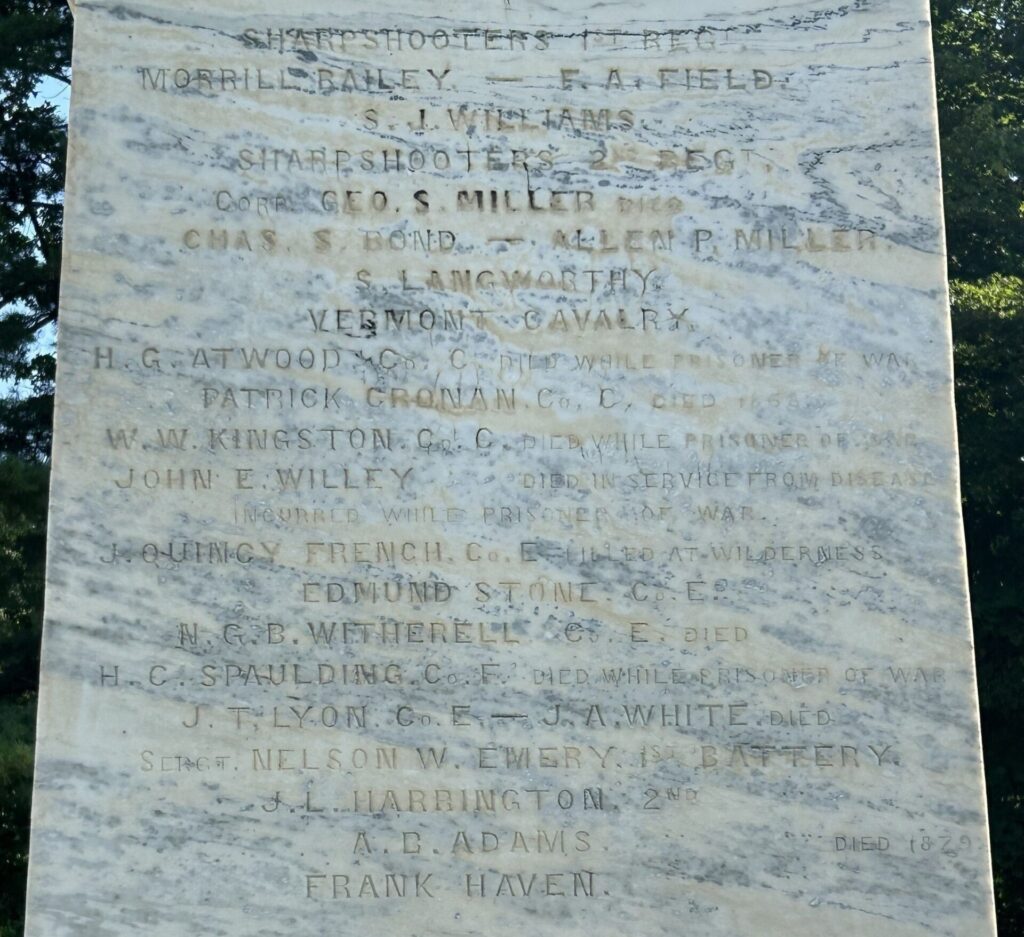 SHARPSHOOTERS 1ST REGT.
MORRILL BAILEY. — F. A. FIELD.
S. J. WILLIAMS.
SHARPSHOOTERS 2ND REGT.
CORP. GEO. S. MILLER DIED
CHAS. S. BOND — ALLEN P. MILLER.
S. LANGWORTHY.
VERMONT CAVALRY.
H. G. ATWOOD Co. C. DIED WHILE PRISONER OF WAR
PATRICK CRONAN. Co. C. DIED
W. W. KINGSTON. Co. C. DIED WHILE PRISONER OF WAR
JOHN E. WILLEY DIED IN SERVICE FROM DISEASE
INCURRED WHILE PRISONER OF WAR.
J. QUINCY FRENCH. Co. E KILLED AT WILDERNESS
EDMUND STONE. Co. E.
N. G. B. WITHERELL Co. E. DIED
H. C. SPAULDING. Co. F. DIED WHILE PRISONER OF WAR
J. T. LYON. Co. E — J. A. WHITE. DIED
SERGT. NELSON W. EMERY. 1ST BATTERY.
J. L. HARRINGTON. 2ND
A. B. ADAMS. DIED 1879
FRANK HAVEN.